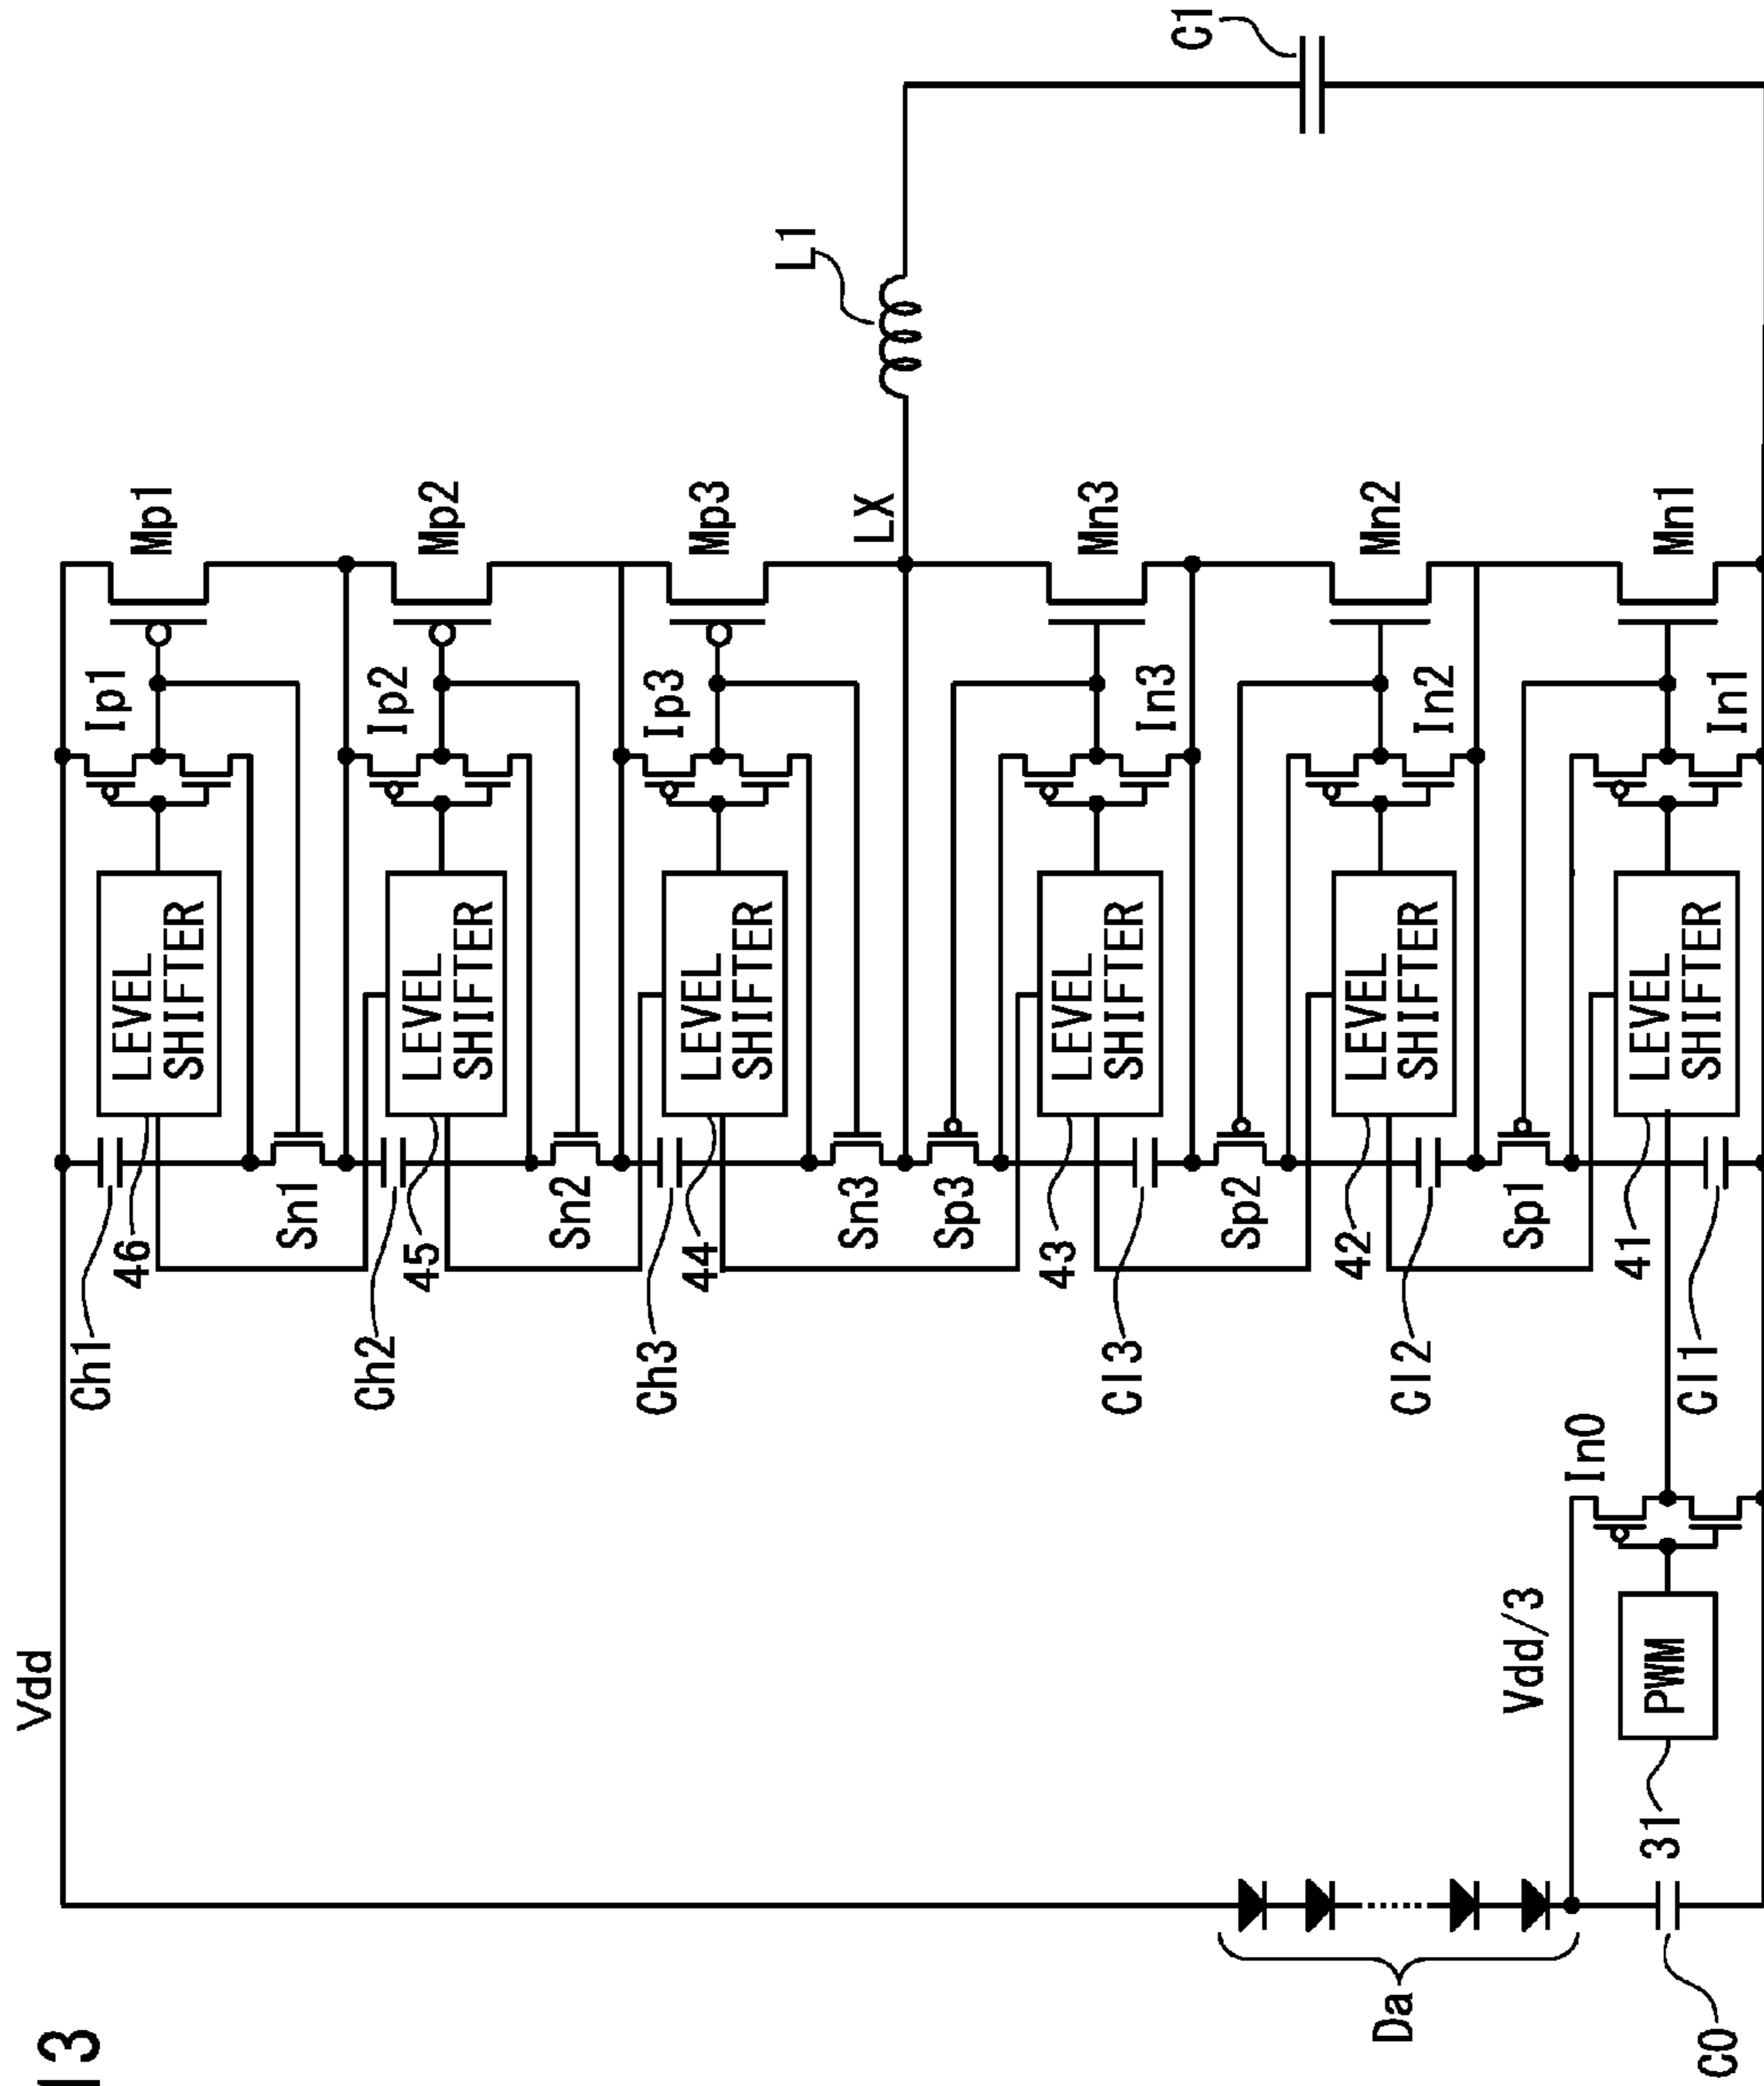 13
Vdd
Ch1
46
LEVEL
SHIFTER
Ip1
Mp1
Sn1
Ch2
45
LEVEL
SHIFTER
Ip2
Mp2
Sn2
Ch3
44
LEVEL
SHIFTER
Ip3
Mp3
L1
Sn3
LX
Sp3
Cl3
43
LEVEL
SHIFTER
In3
Mn3
C1
Sp2
Da
Cl2
42
LEVEL
SHIFTER
In2
Mn2
Vdd/3
Sp1
In0
31
PWM
41
LEVEL
SHIFTER
Mn1
C0
Cl1
In1